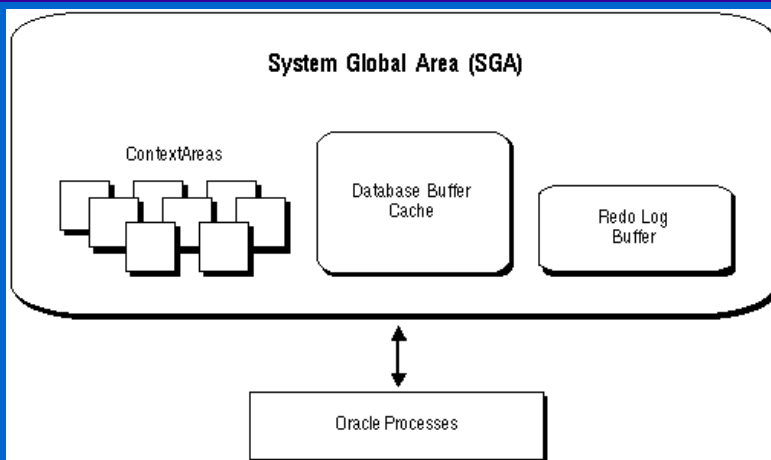 System Global Area (SGA)
ContextAreas
Database Buffer
Cache
Redo Log
Buffer
Oracle Processes